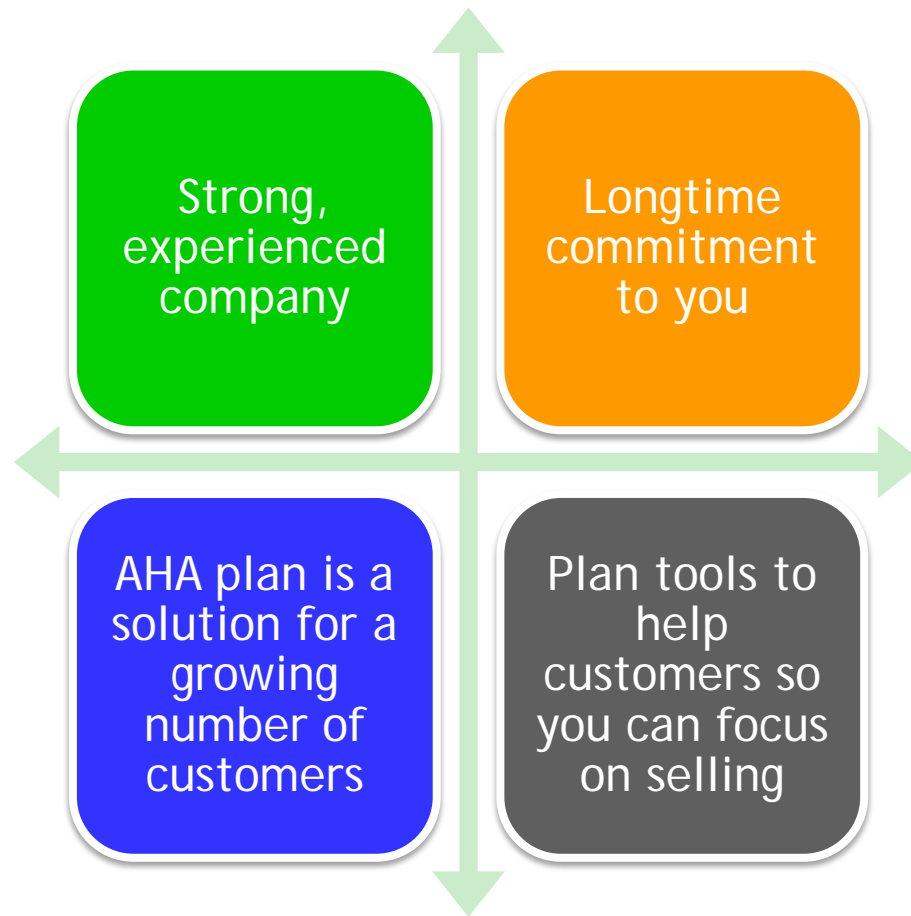 Strong,
experienced
company
Longtime
commitment
to you
AHA plan is a
solution for a
growing
number of
customers
Plan tools to
help
customers so
you can focus
on selling